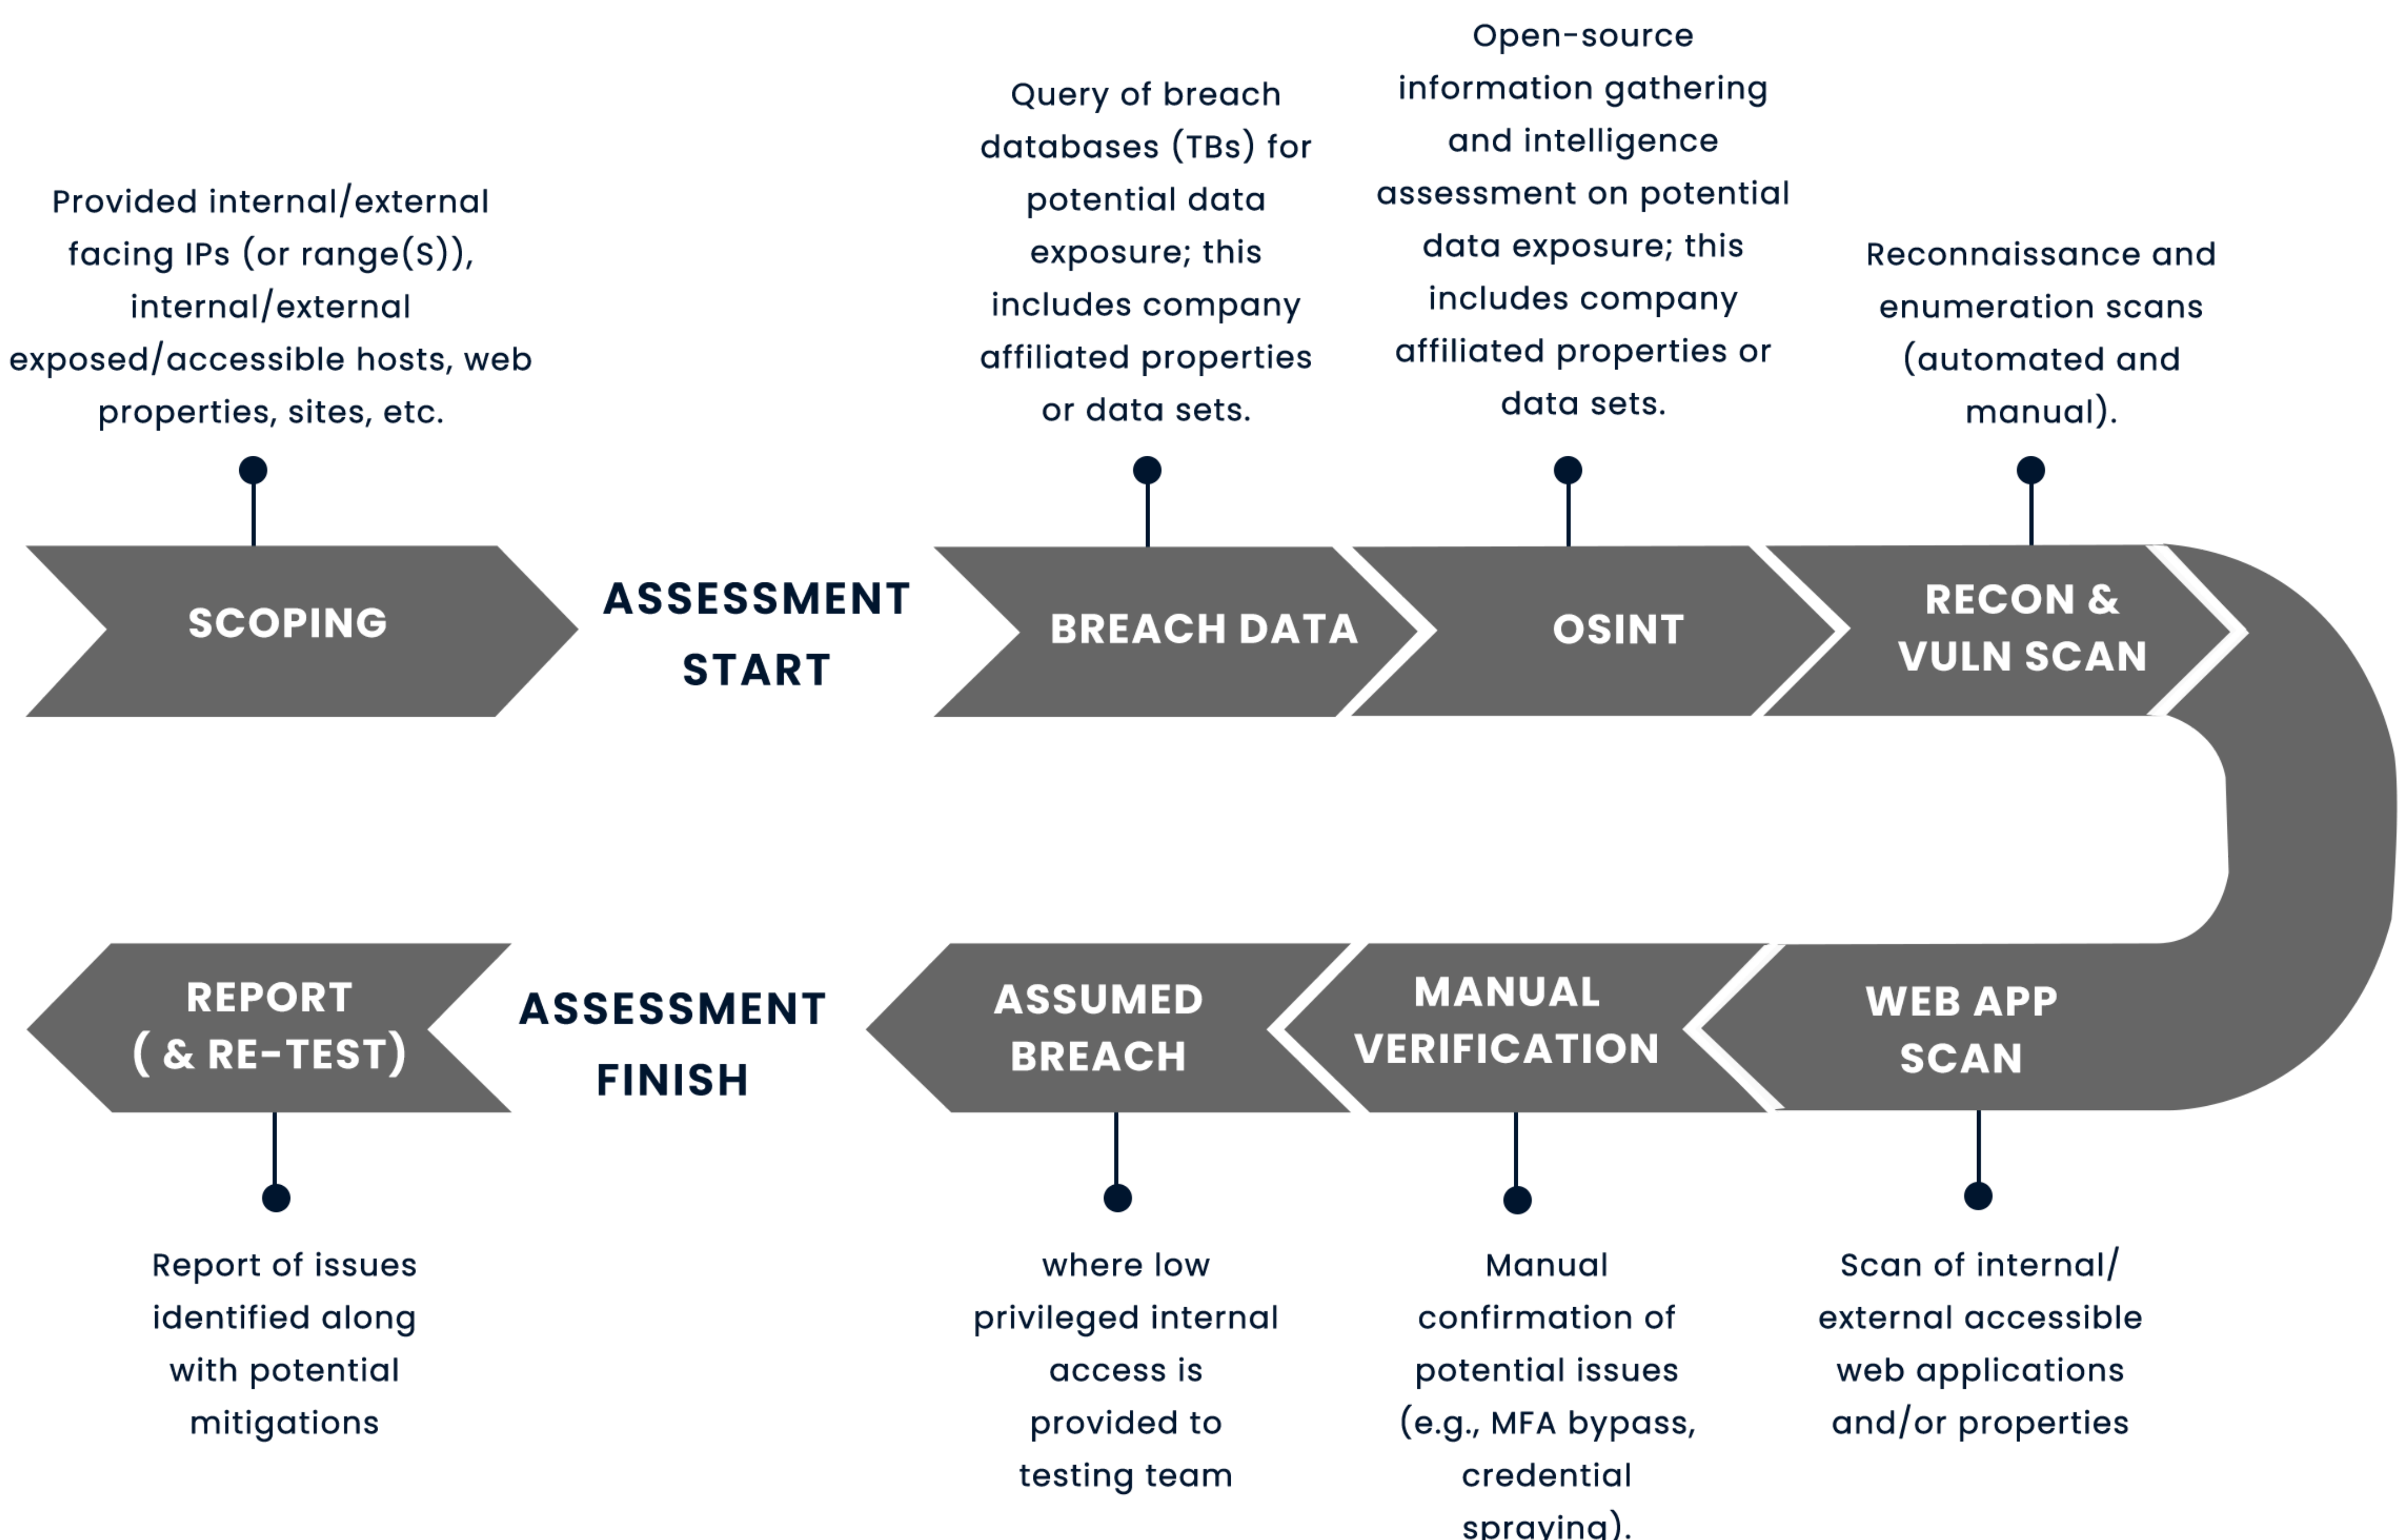 Provided internal/external
facing IPs (or range(S)),
internal/external
exposed/accessible hosts, web
properties, sites, etc.
Query of breach
databases (TBs) for
potential data
exposure; this
includes company
affiliated properties
or data sets.
Open-source
information gathering
and intelligence
assessment on potential
data exposure; this
includes company
affiliated properties or
data sets.
Reconnaissance and
enumeration scans
(automated and
manual).
SCOPING
ASSESSMENT
START
BREACH DATA
OSINT
RECON &
VULN SCAN
WEB APP
SCAN
MANUAL
VERIFICATION
ASSUMED
BREACH
ASSESSMENT
FINISH
REPORT
( & RE-TEST)
Scan of internal/
external accessible
web applications
and/or properties
Manual
confirmation of
potential issues
(e.g., MFA bypass,
credential
spraying).
where low
privileged internal
access is
provided to
testing team
Report of issues
identified along
with potential
mitigations